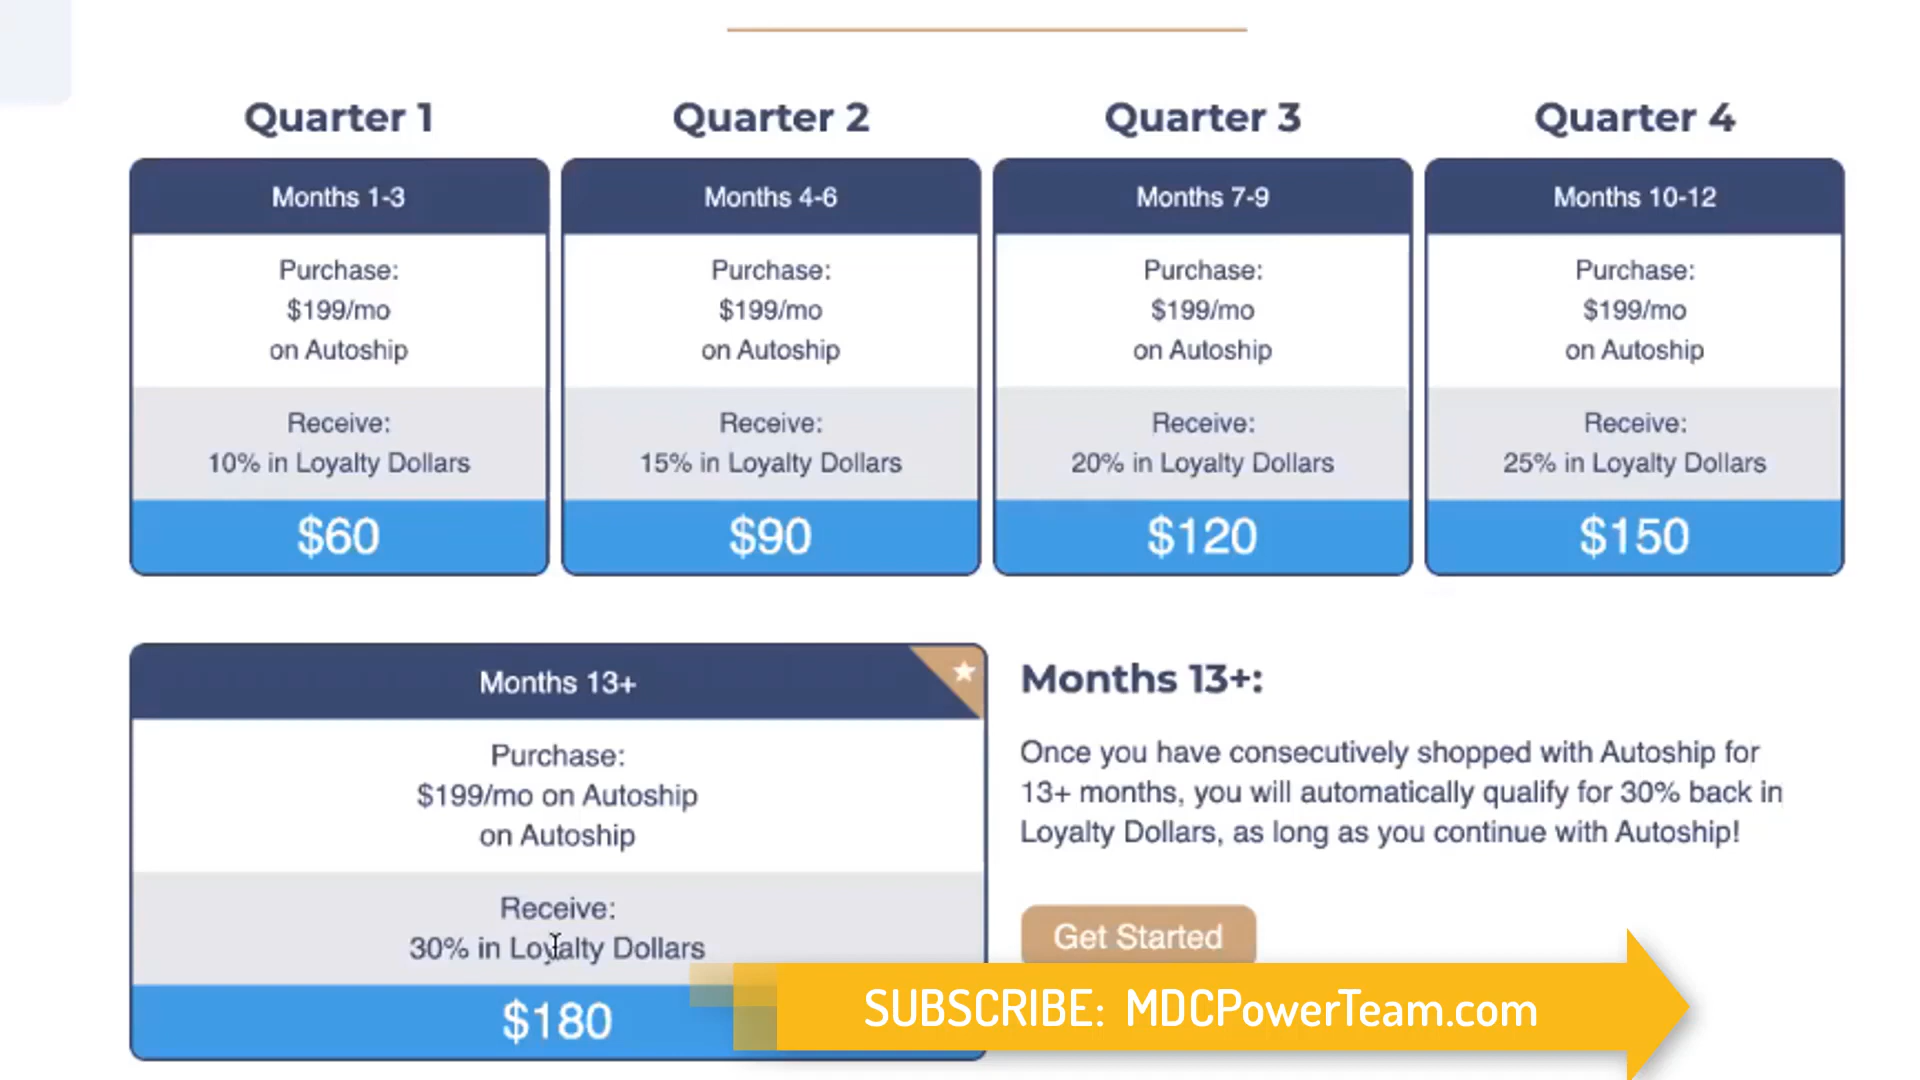 Quarter 1
Quarter 2
Quarter 3
Quarter 4
Months 1-3
Purchase:
$199/mo
on Autoship
Receive:
10% in Loyalty Dollars
$60
Months 4-6
Purchase:
$199/mo
on Autoship
Receive:
15% in Loyalty Dollars
$90
Months 7-9
Purchase:
$199/mo
on Autoship
Receive:
20% in Loyalty Dollars
$120
Months 10-12
Purchase:
$199/mo
on Autoship
Receive:
25% in Loyalty Dollars
$150
Months 13+
Purchase:
$199/mo on Autoship
on Autoship
Receive:
30% in Loyalty Dollars
$180
Months 13+:
Once you have consecutively shopped with Autoship for
13+ months, you will automatically qualify for 30% back in
Loyalty Dollars, as long as you continue with Autoship!
Get Started
SUBSCRIBE: MDCPowerTeam.com